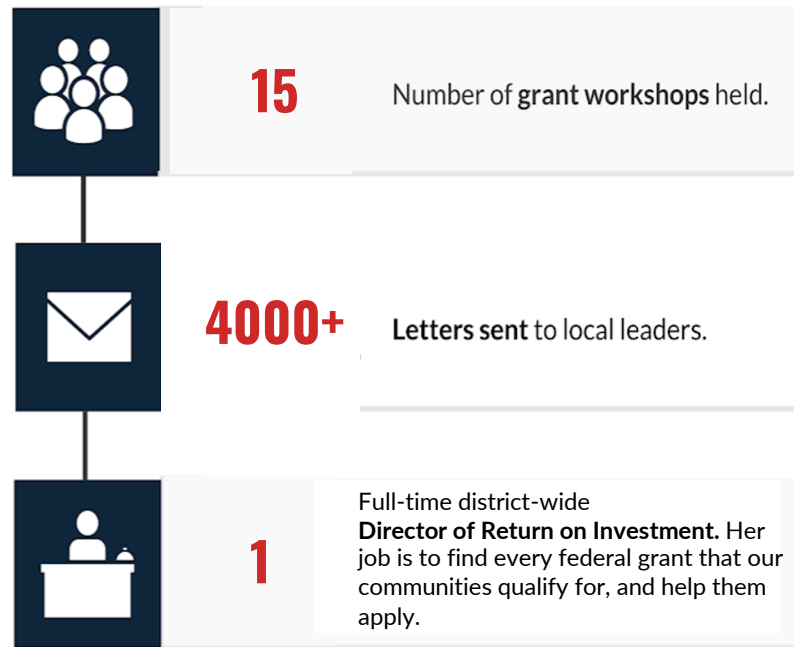 15
Number of grant workshops held.
4000+
Letters sent to local leaders.
1
Full-time district-wide
Director of Return on Investment. Her
job is to find every federal grant that our
communities qualify for, and help them
apply.